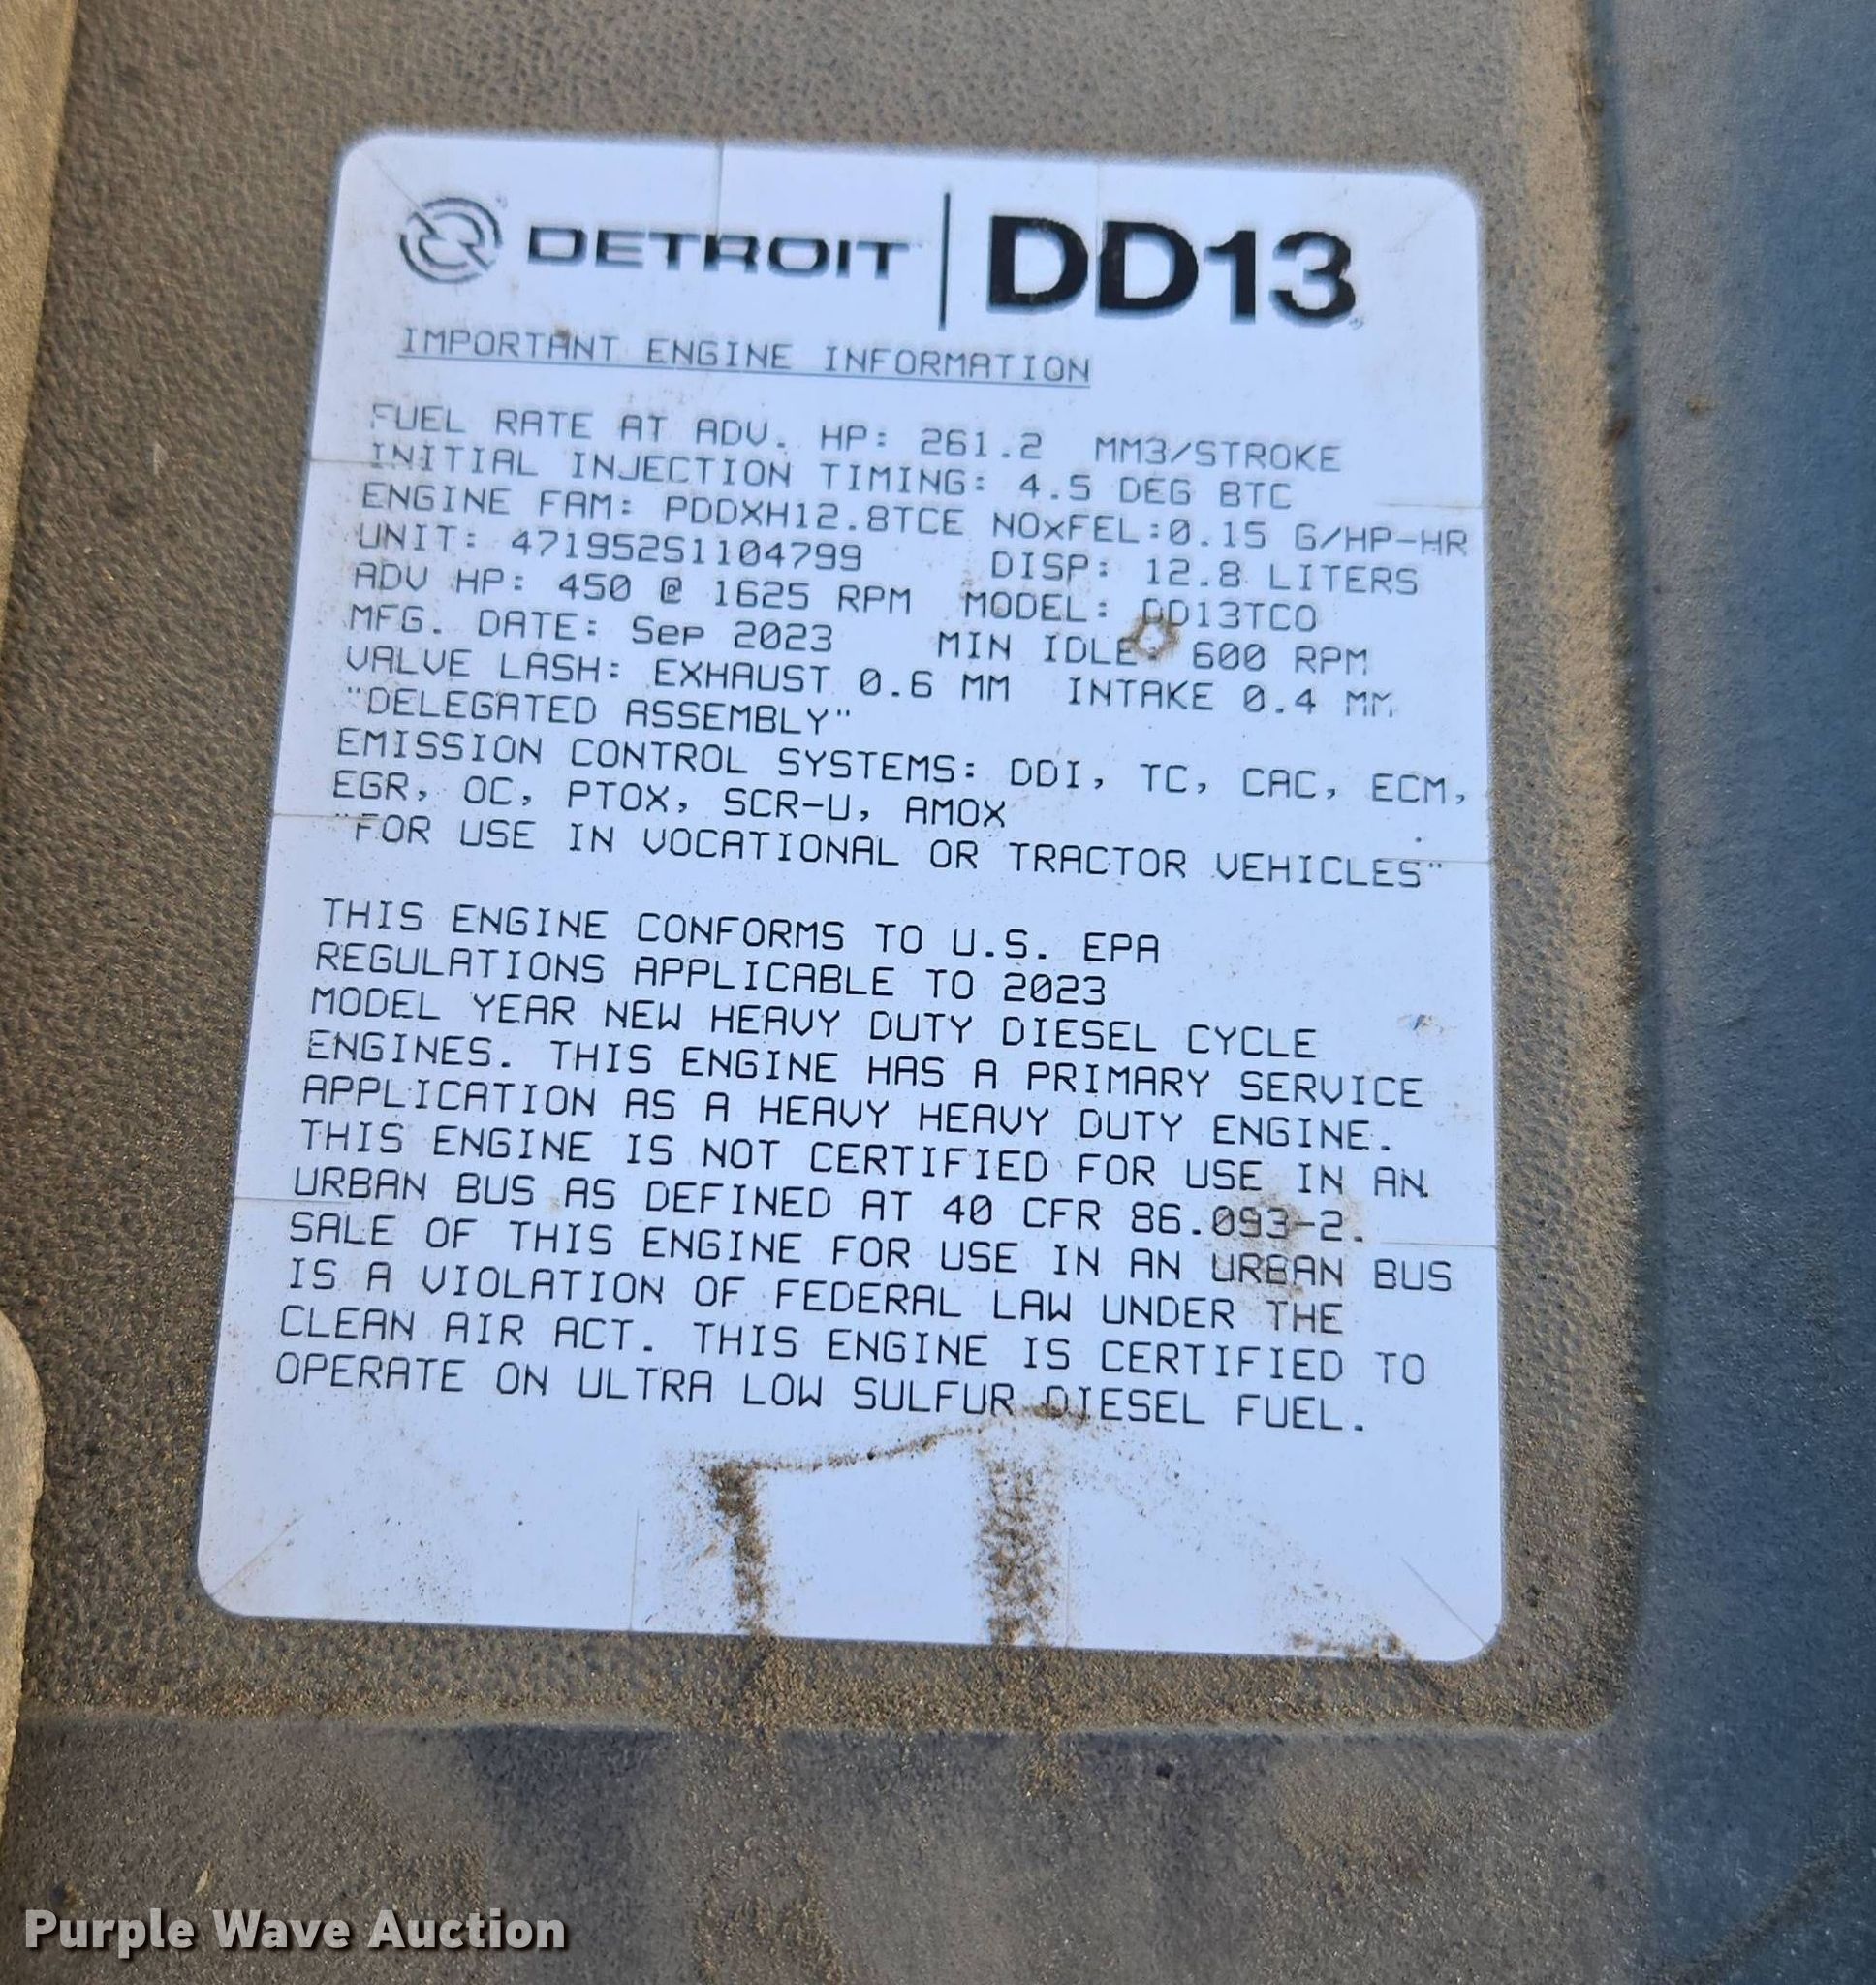 DETROIT | DD13
IMPORTANT ENGINE INFORMATION
FUEL RATE AT ADV. HP: 261.2 MM3/STROKE
INITIAL INJECTION TIMING: 4.5 DEG BTC
ENGINE FAM: PDDXH12.8TCE NOxFEL:0.15 G/HP-HR
UNIT: 471952S1104799 DISP: 12.8 LITERS
ADV HP: 450 @ 1625 RPM MODEL: DD13TCO
MFG. DATE: Sep 2023 MIN IDLE: 600 RPM
VALVE LASH: EXHAUST 0.6 MM INTAKE 0.4 MM
"DELEGATED ASSEMBLY"
EMISSION CONTROL SYSTEMS: DDI, TC, CAC, ECM,
EGR, OC, PTOX, SCR-U, AMOX
"FOR USE IN VOCATIONAL OR TRACTOR VEHICLES"
THIS ENGINE CONFORMS TO U.S. EPA
REGULATIONS APPLICABLE TO 2023
MODEL YEAR NEW HEAVY DUTY DIESEL CYCLE
ENGINES. THIS ENGINE HAS A PRIMARY SERVICE
APPLICATION AS A HEAVY HEAVY DUTY ENGINE.
THIS ENGINE IS NOT CERTIFIED FOR USE IN AN
URBAN BUS AS DEFINED AT 40 CFR 86.093-2.
SALE OF THIS ENGINE FOR USE IN AN URBAN BUS
IS A VIOLATION OF FEDERAL LAW UNDER THE
CLEAN AIR ACT. THIS ENGINE IS CERTIFIED TO
OPERATE ON ULTRA LOW SULFUR DIESEL FUEL.
Purple Wave Auction